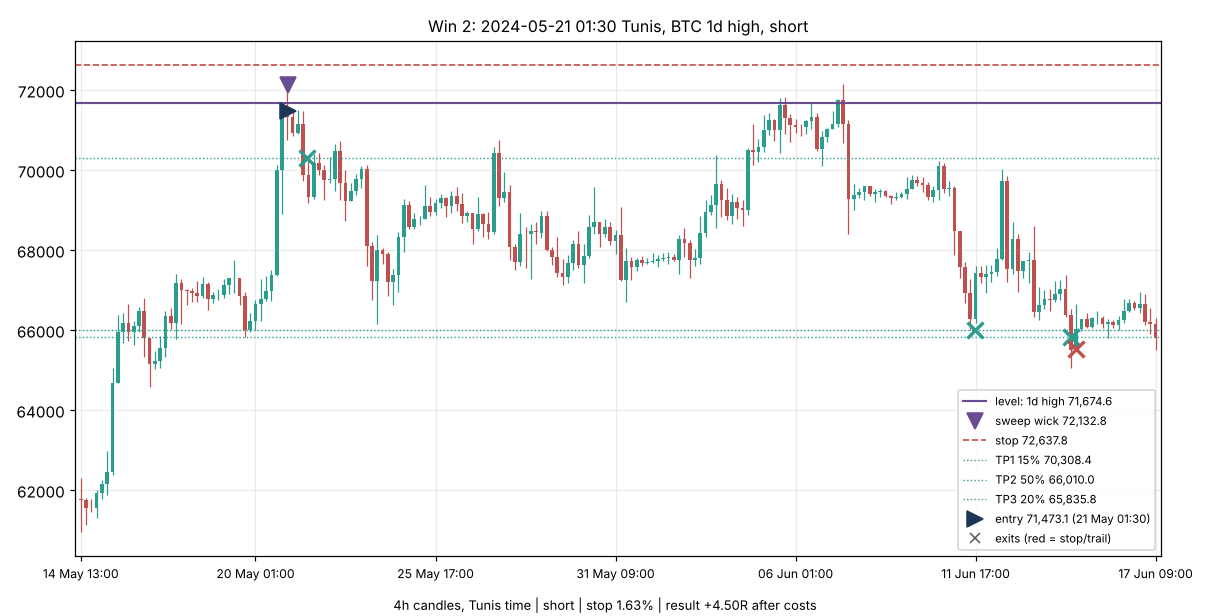 Win 2: 2024-05-21 01:30 Tunis, BTC 1d high, short
72000
70000
68000
66000
64000
62000
level: 1d high 71,674.6
sweep wick 72,132.8
stop 72,637.8
TP1 15% 70,308.4
TP2 50% 66,010.0
TP3 20% 65,835.8
entry 71,473.1 (21 May 01:30)
exits (red = stop/trail)
14 May 13:00
20 May 01:00
25 May 17:00
31 May 09:00
06 Jun 01:00
11 Jun 17:00
17 Jun 09:00
4h candles, Tunis time | short | stop 1.63% | result +4.50R after costs